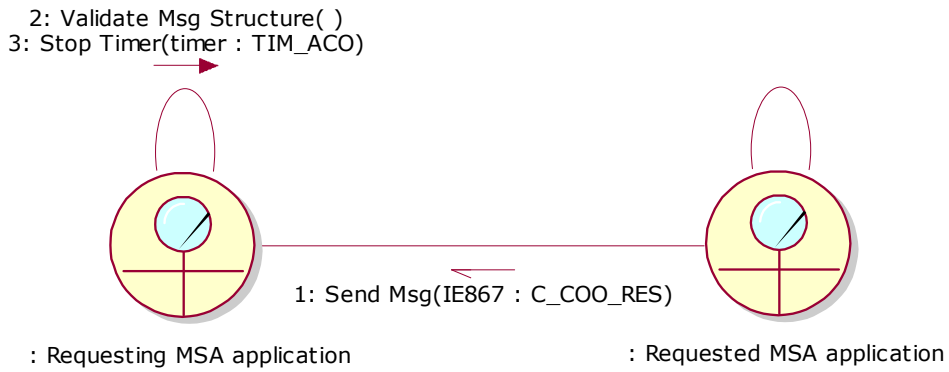 2: Validate Msg Structure( )
3: Stop Timer(timer : TIM_ACO)
1: Send Msg(IE867 : C_COO_RES)
: Requesting MSA application
: Requested MSA application